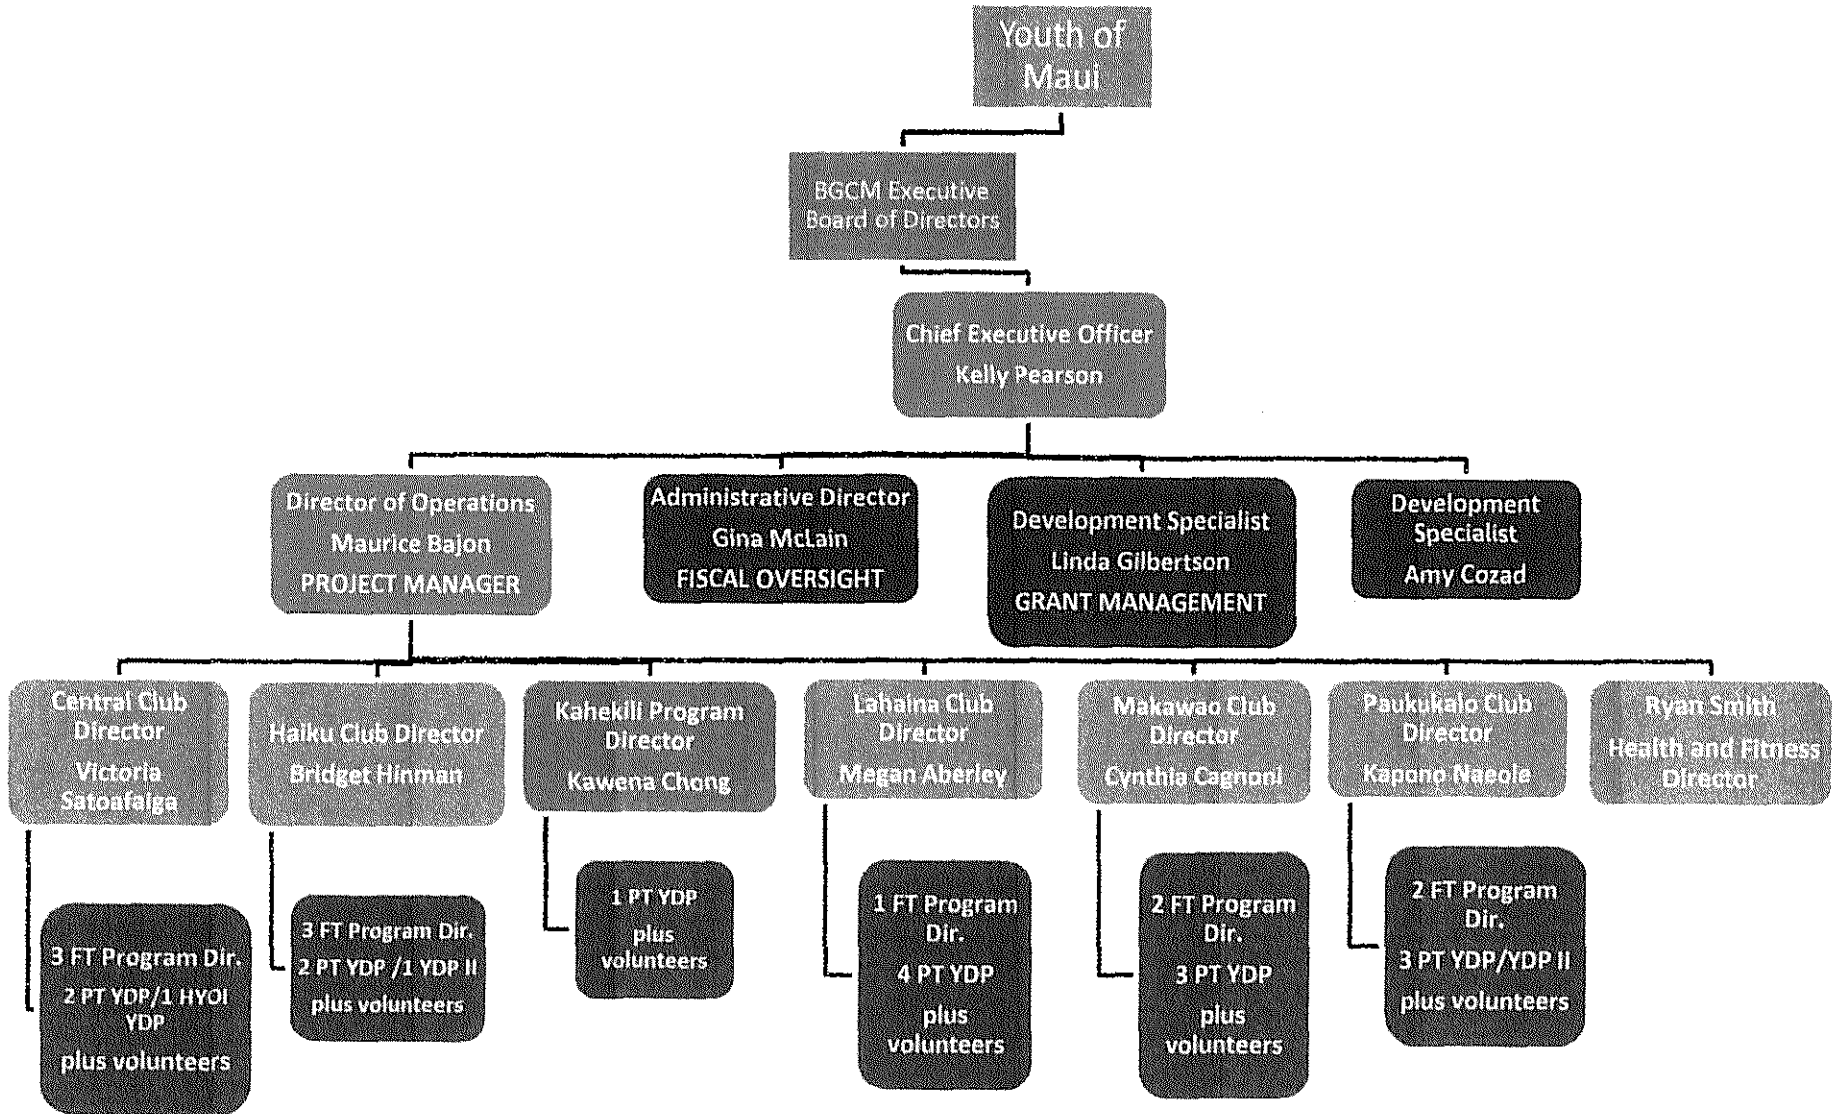 Youth of
Maui
BGCM Executive
Board of Directors
Chief Executive Officer
Kelly Pearson
Director of Operations
Maurice Bajon
PROJECT MANAGER
Administrative Director
Gina McLain
FISCAL OVERSIGHT
Development Specialist
Linda Gilbertson
GRANT MANAGEMENT
Development
Specialist
Amy Cozad
Central Club
Director
Victoria
Satoafaiga
Haiku Club Director
Bridget Hinman
Kahekili Program
Director
Kawena Chong
Lahaina Club
Director
Megan Aberley
Makawao Club
Director
Cynthia Cagnoni
Paukukalo Club
Director
Kapono Naeole
Ryan Smith
Health and Fitness
Director
3 FT Program Dir.
2 PT YDP/1 HYOI
YDP
plus volunteers
3 FT Program Dir.
2 PT YDP /1 YDP II
plus volunteers
1 PT YDP
plus
volunteers
1 FT Program
Dir.
4 PT YDP
plus
volunteers
2 FT Program
Dir.
3 PT YDP
plus
volunteers
2 FT Program
Dir.
3 PT YDP/YDP II
plus volunteers